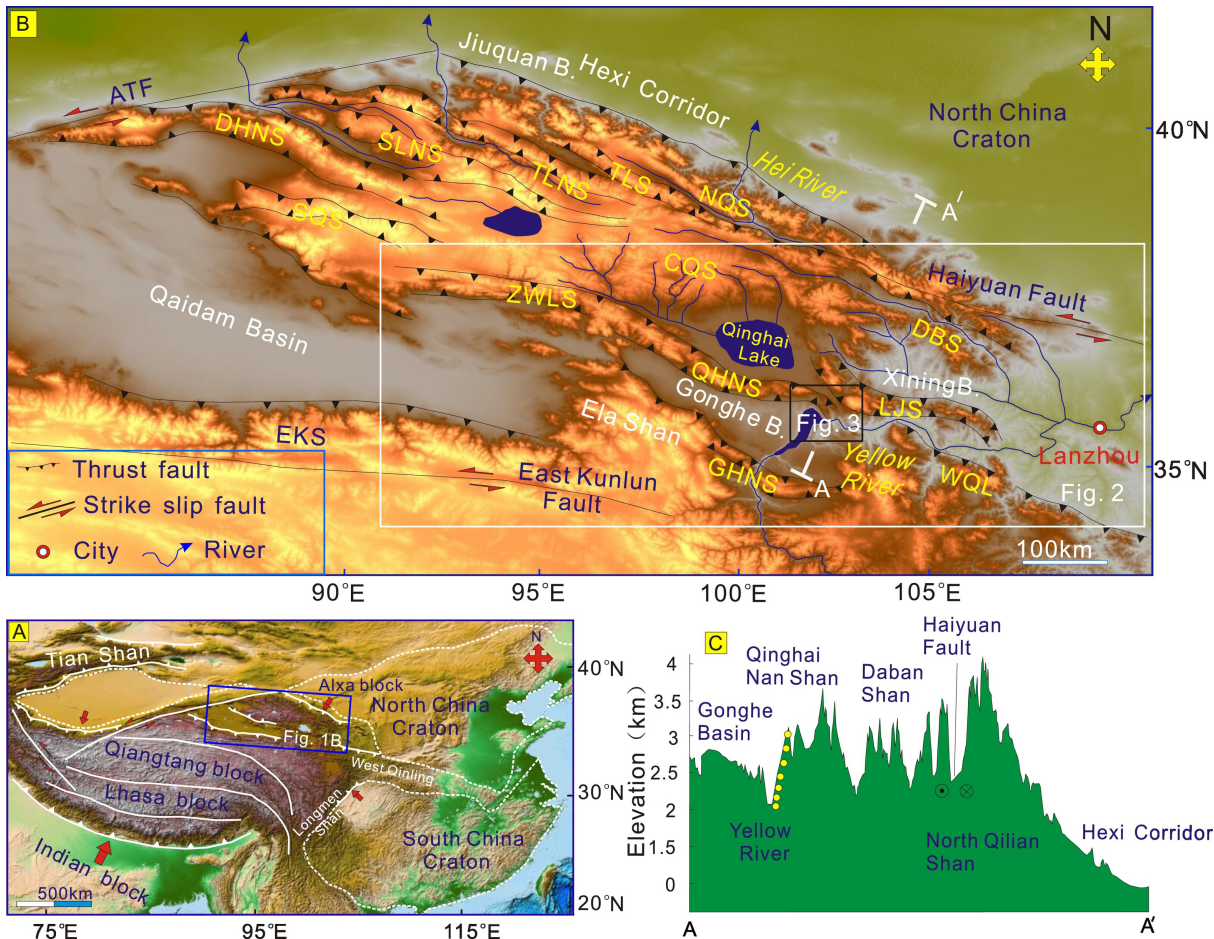 B
N
Jiuquan B. Hexi Corridor
North China
Craton
ATF
40°N
DHNS
SLNS
TLNS
TLS
NQS
Hei River
A'
SQS
CQS
Haiyuan Fault
Qaidam Basin
ZWLS
Qinghai
Lake
DBS
QHNS
XiningB.
Gonghe B.
Ela Shan
Fig. 3
LJS
EKS
Lanzhou
35°N
East Kunlun
Fault
GHNS
A
Yellow
River
WQL
Fig. 2
Thrust fault
Strike slip fault
City
River
100km
90°E
95°E
100°E
105°E
A
Tian Shan
N
40°N
Alxa block
North China
Craton
Fig. 1B
Qiangtang block
West Qinling
Lhasa block
30°N
Longmen
Shan
South China
Craton
Indian block
500km
20°N
75°E
95°E
115°E
C
Haiyuan
Fault
Qinghai
Nan Shan
Daban
Shan
Gonghe
Basin
Elevation (km)
4
3.5
3
2.5
2
1.5
0
Yellow
River
North Qilian
Shan
Hexi Corridor
A
A'